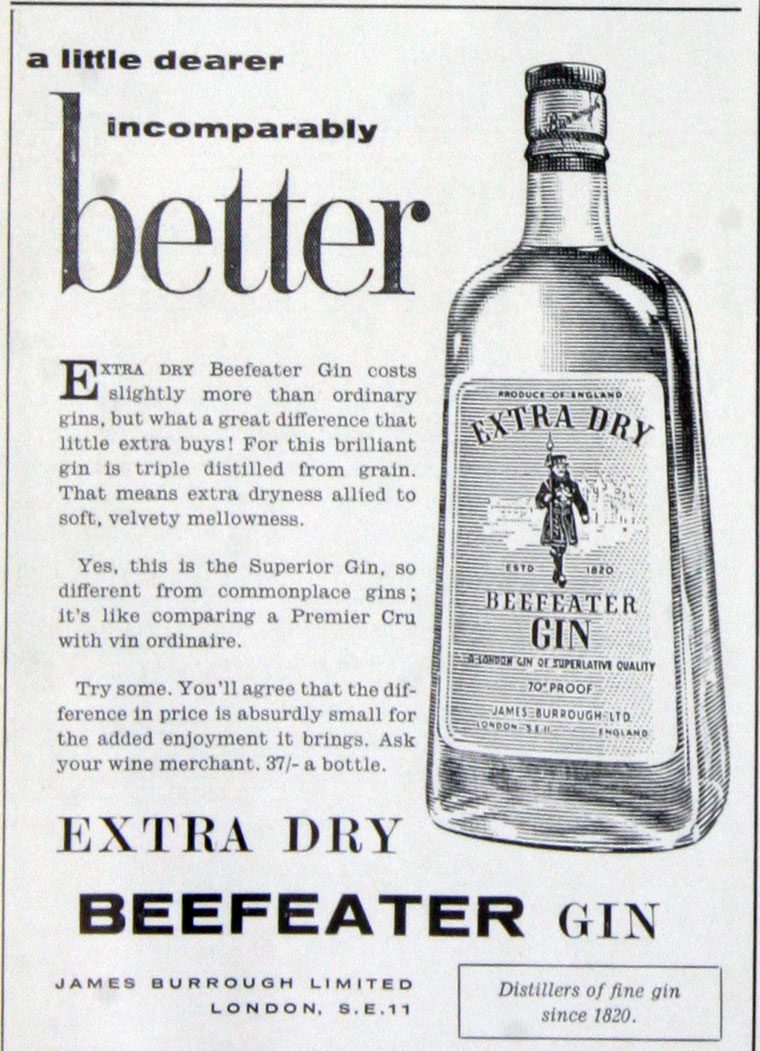 a little dearer
incomparably
better
EXTRA DRY Beefeater Gin costs
slightly more than ordinary
gins, but what a great difference that
little extra buys! For this brilliant
gin is triple distilled from grain.
That means extra dryness allied to
soft, velvety mellowness.
Yes, this is the Superior Gin, so
different from commonplace gins;
it's like comparing a Premier Cru
with vin ordinaire.
Try some. You'll agree that the dif-
ference in price is absurdly small for
the added enjoyment it brings. Ask
your wine merchant. 37/- a bottle.
Burrough
PRODUCE OF ENGLAND
EXTRA DRY
ESTD 1820
BEEFEATER
GIN
A LONDON GIN OF SUPERLATIVE QUALITY
70° PROOF
JAMES BURROUGH LTD.
LONDON S.E.11 ENGLAND
EXTRA DRY
BEEFEATER GIN
JAMES BURROUGH LIMITED
LONDON, S.E.11
Distillers of fine gin
since 1820.